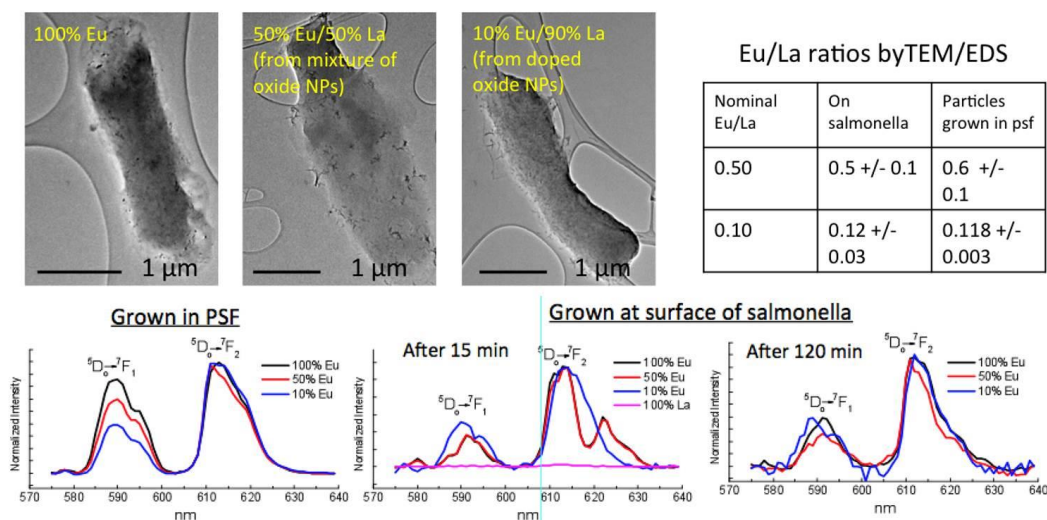 100% Eu
50% Eu/50% La
(from mixture of
oxide NPs)
10% Eu/90% La
(from doped
oxide NPs)
1 µm
1 µm
1 µm
Eu/La ratios byTEM/EDS
Nominal
Eu/La
On
salmonella
Particles
grown in psf
0.50
0.5 +/- 0.1
0.6 +/-
0.1
0.10
0.12 +/-
0.03
0.118 +/-
0.003
Grown in PSF
Grown at surface of salmonella
⁵D₀→⁷F₁
⁵D₀→⁷F₂
100% Eu
50% Eu
10% Eu
Normalized Intensity
570 580 590 600 610 620 630 640
nm
After 15 min
⁵D₀→⁷F₁
⁵D₀→⁷F₂
100% Eu
50% Eu
10% Eu
100% La
Normalized Intensity
570 580 590 600 610 620 630 640
nm
After 120 min
⁵D₀→⁷F₁
⁵D₀→⁷F₂
100% Eu
50% Eu
10% Eu
Normalized Intensity
570 580 590 600 610 620 630 640
nm